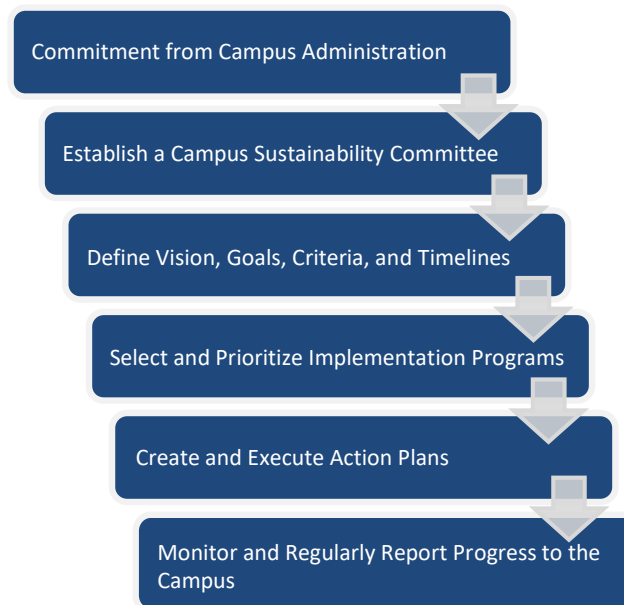 Commitment from Campus Administration
Establish a Campus Sustainability Committee
Define Vision, Goals, Criteria, and Timelines
Select and Prioritize Implementation Programs
Create and Execute Action Plans
Monitor and Regularly Report Progress to the
Campus